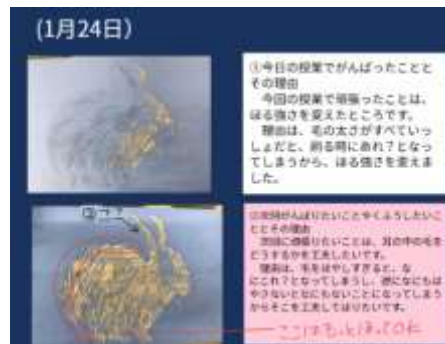 (1月24日)
①今日の授業でがんばったことと
その理由
今回の授業で頑張ったことは、
ほる強さを変えたところです。
理由は、毛の太さがすべていっ
しょだと、刷る時にあれ？となっ
てしまうから、ほる強さを変えま
した。
②次回がんばりたいことやくふうしたいこ
ととその理由
次回に頑張りたいことは、耳の中の毛を
どうするかを工夫したいです。
理由は、毛をはやしすぎると、な
にこれ？となってしまうし、逆になにもは
やさないとなにもないことになってしまう
からそこを工夫してほりたいです。
ここはもっとほってOK